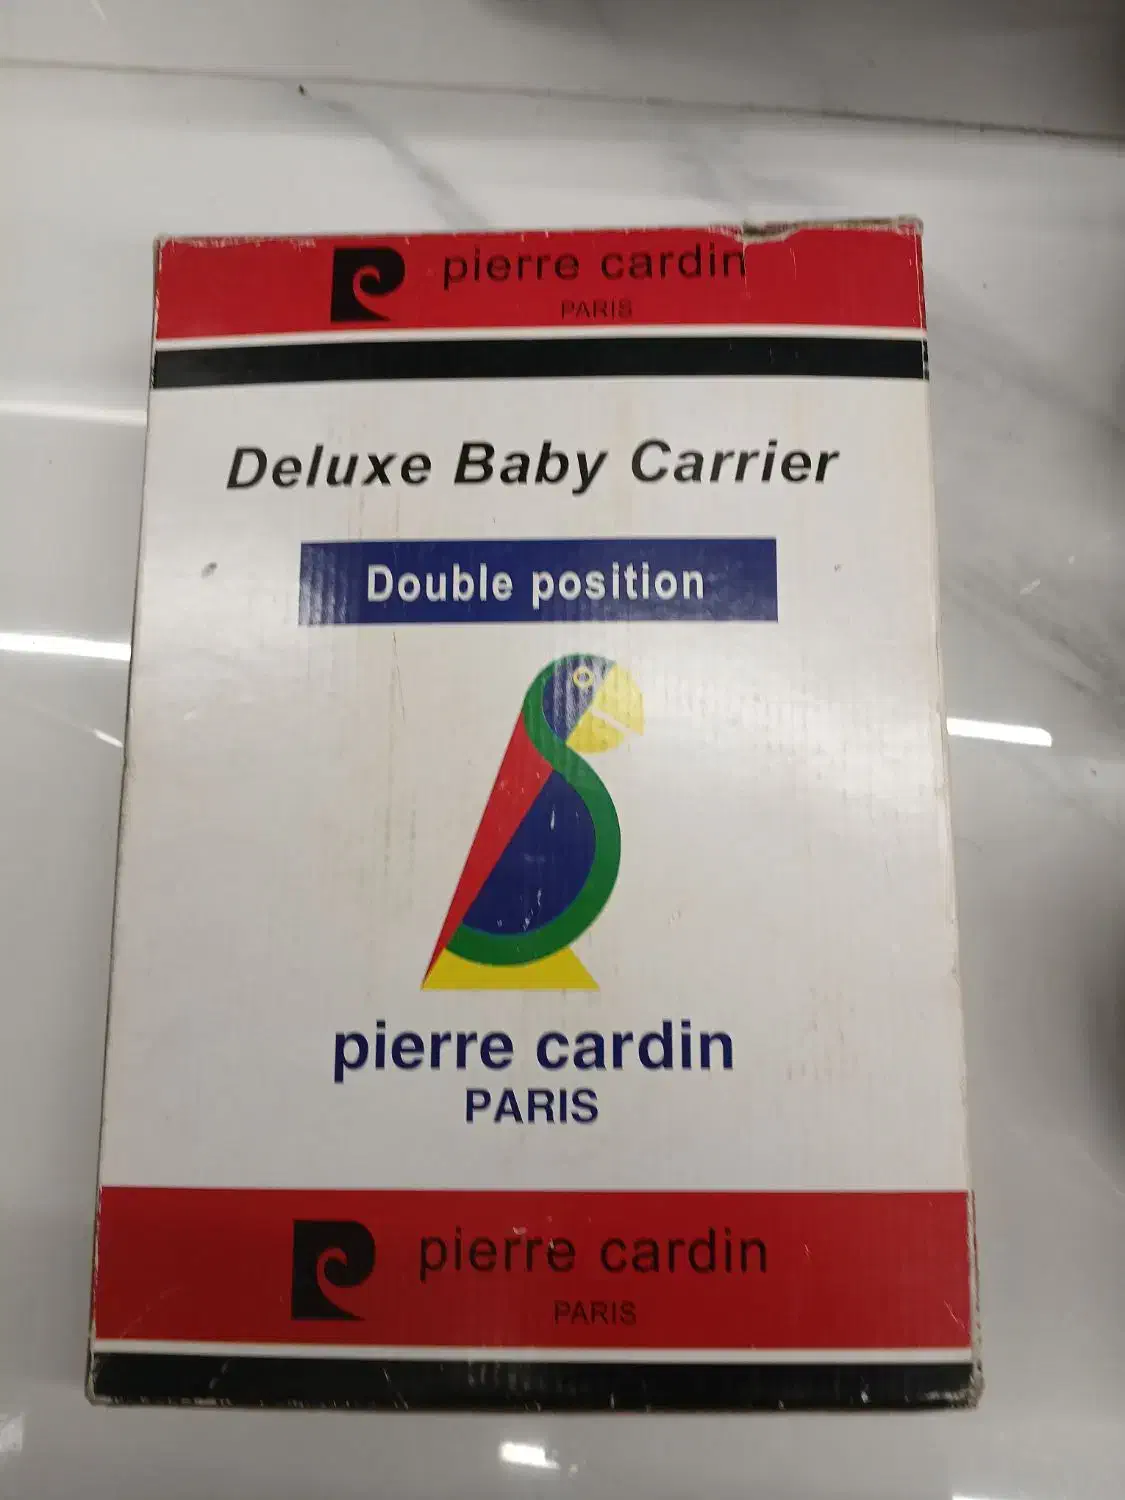 pierre cardin
PARIS
Deluxe Baby Carrier
Double position
pierre cardin
PARIS
pierre cardin
PARIS